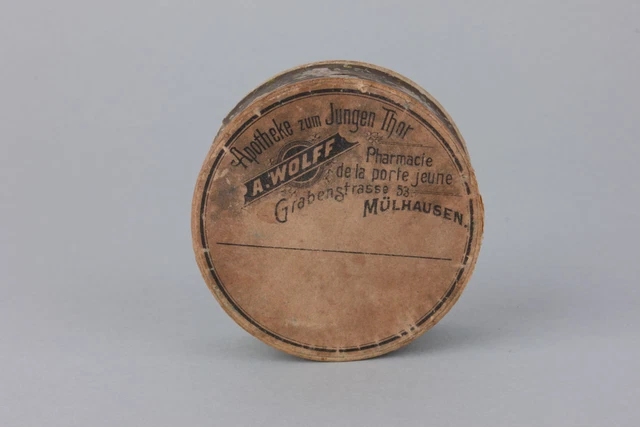 Apotheke zum Jungen Thor
A. WOLFF
Pharmacie
de la porte jeune
Grabenstrasse 53.
MÜLHAUSEN.